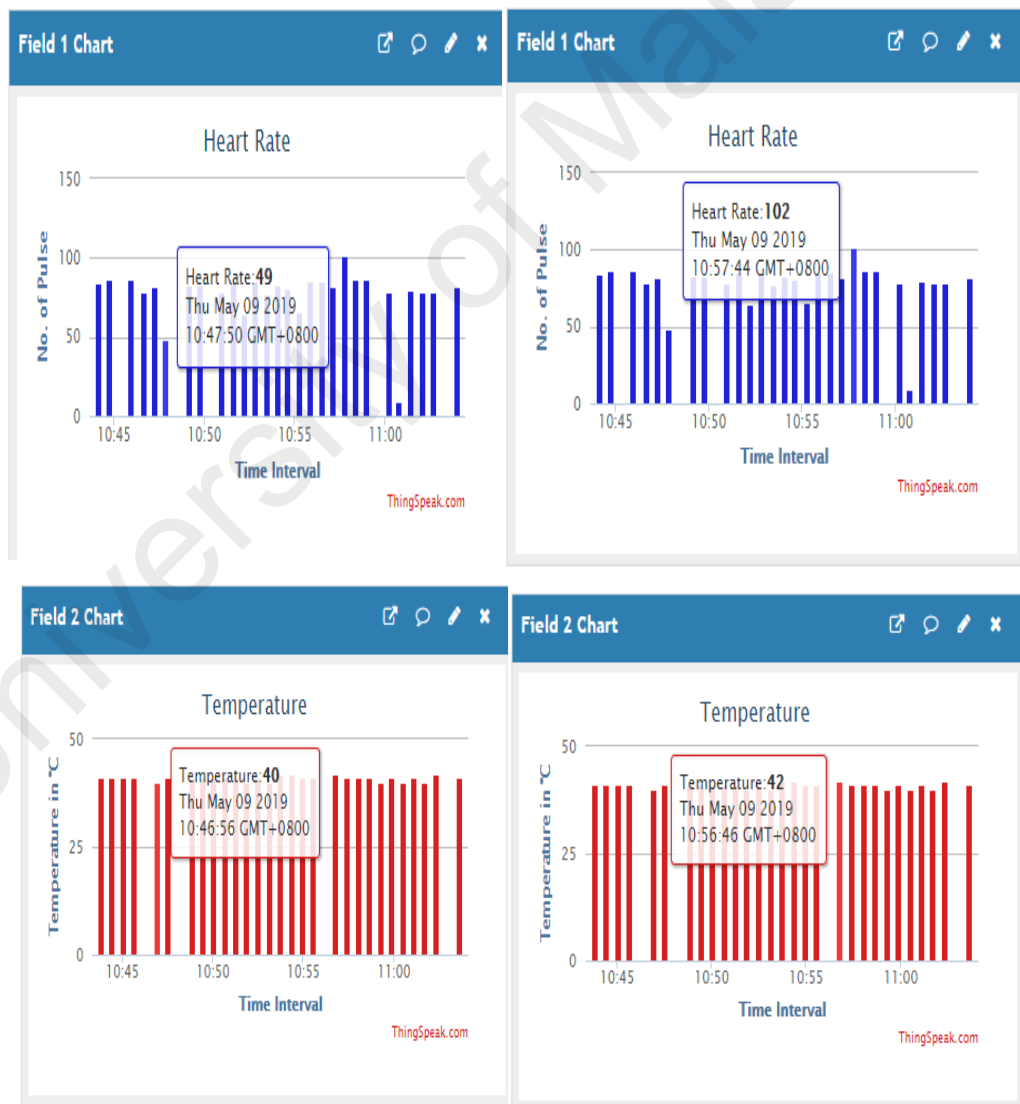 Field 1 Chart
Heart Rate
150
100
50
0
No. of Pulse
Heart Rate:49
Thu May 09 2019
10:47:50 GMT+0800
10:45 10:50 10:55 11:00
Time Interval
ThingSpeak.com
Field 1 Chart
Heart Rate
150
100
50
0
No. of Pulse
Heart Rate:102
Thu May 09 2019
10:57:44 GMT+0800
10:45 10:50 10:55 11:00
Time Interval
ThingSpeak.com
Field 2 Chart
Temperature
50
25
0
Temperature in °C
Temperature:40
Thu May 09 2019
10:46:56 GMT+0800
10:45 10:50 10:55 11:00
Time Interval
ThingSpeak.com
Field 2 Chart
Temperature
50
25
0
Temperature in °C
Temperature:42
Thu May 09 2019
10:56:46 GMT+0800
10:45 10:50 10:55 11:00
Time Interval
ThingSpeak.com
of